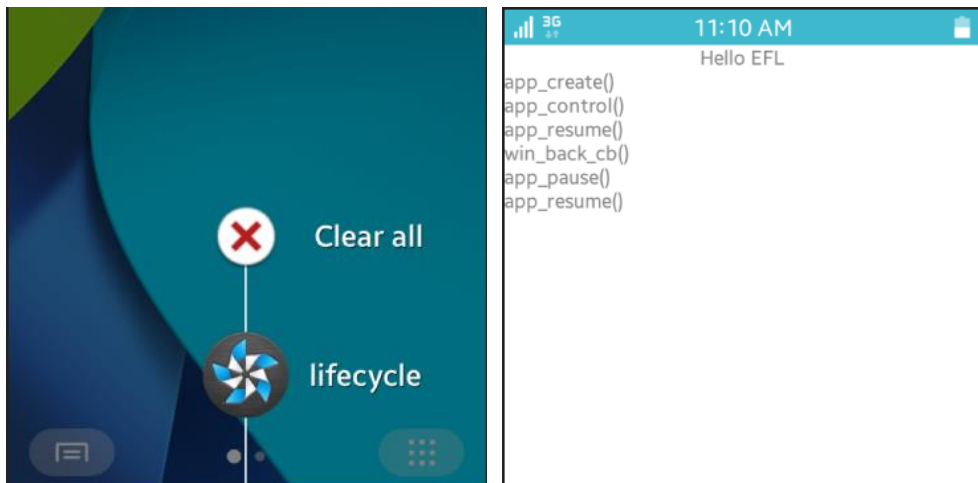 Clear all
lifecycle
3G
11:10 AM
Hello EFL
app_create()
app_control()
app_resume()
win_back_cb()
app_pause()
app_resume()